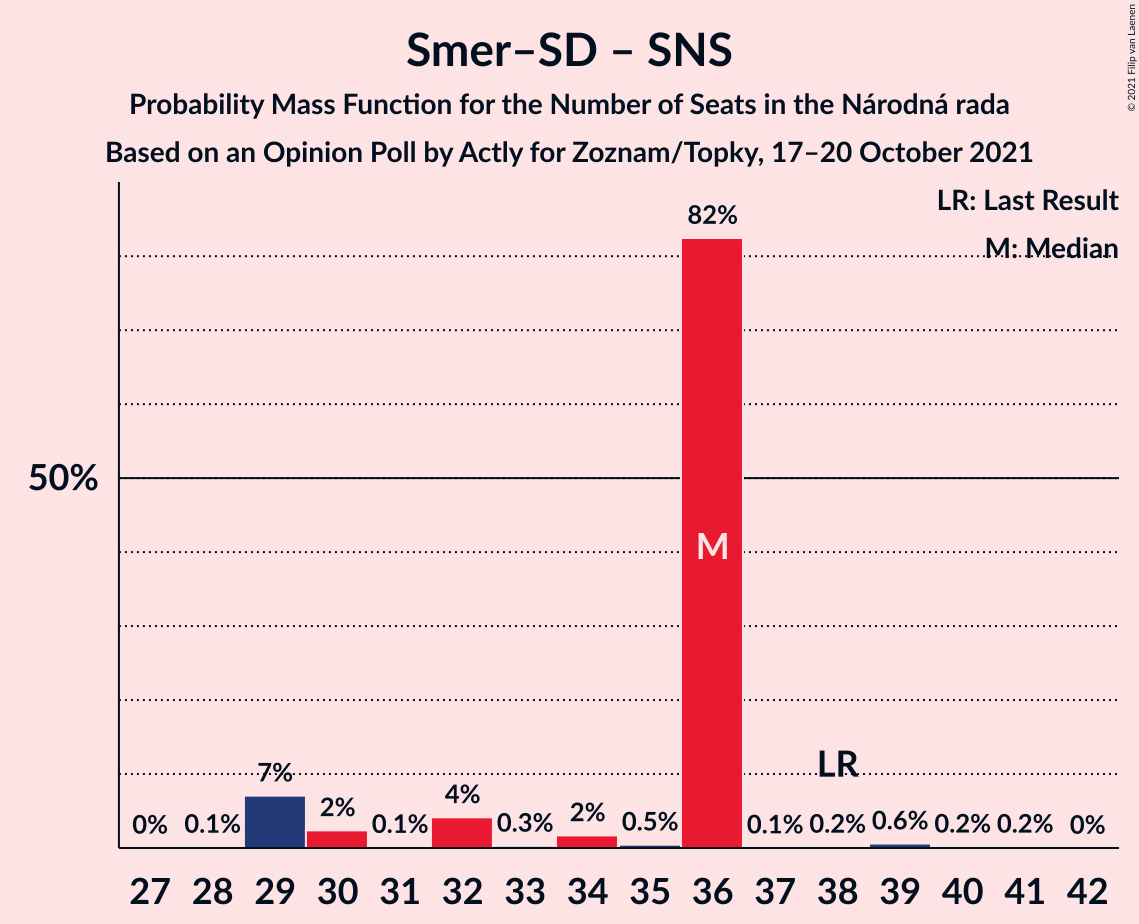 Smer–SD – SNS
Probability Mass Function for the Number of Seats in the Národná rada
Based on an Opinion Poll by Actly for Zoznam/Topky, 17–20 October 2021
© 2021 Filip van Laenen
LR: Last Result
M: Median
82%
50%
M
LR
0% 0.1% 7% 2% 0.1% 4% 0.3% 2% 0.5% 0.1% 0.2% 0.6% 0.2% 0.2% 0%
27 28 29 30 31 32 33 34 35 36 37 38 39 40 41 42